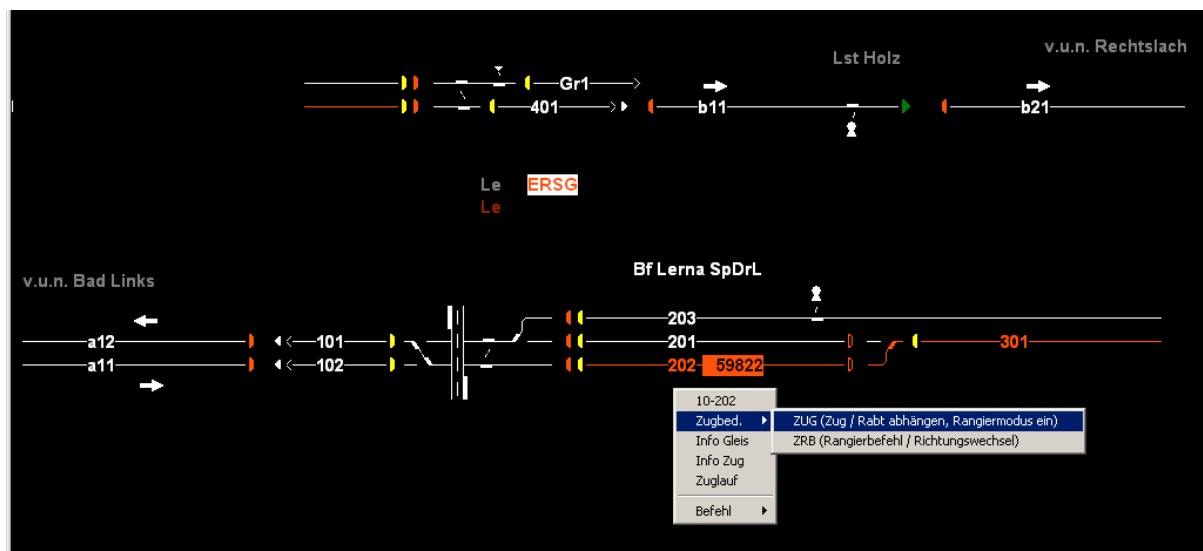 v.u.n. Rechtslach
Lst Holz
Gr1
401 b11 b21
Le ERSG
Le
Bf Lerna SpDrL
v.u.n. Bad Links
203
a12 101 201 301
a11 102 202 59822
10-202
Zugbed. ZUG (Zug / Rabt abhängen, Rangiermodus ein)
Info Gleis ZRB (Rangierbefehl / Richtungswechsel)
Info Zug
Zuglauf
Befehl